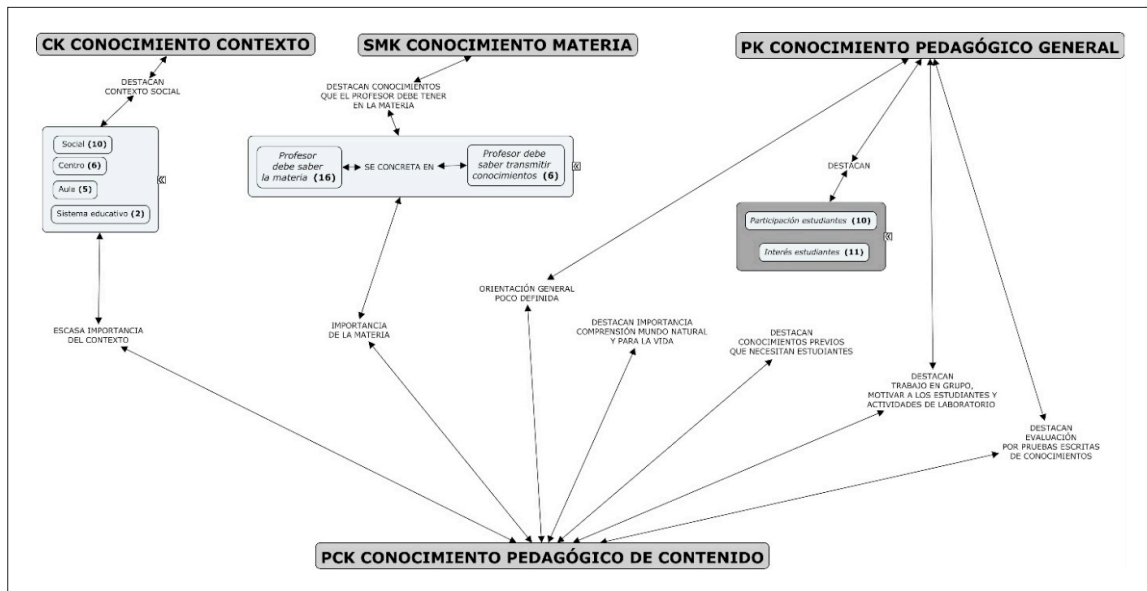 CK CONOCIMIENTO CONTEXTO
SMK CONOCIMIENTO MATERIA
PK CONOCIMIENTO PEDAGÓGICO GENERAL
DESTACAN
CONTEXTO SOCIAL
DESTACAN CONOCIMIENTOS
QUE EL PROFESOR DEBE TENER
EN LA MATERIA
Social (10)
Centro (6)
Aula (5)
Sistema educativo (2)
Profesor
debe saber
la materia (16)
SE CONCRETA EN
Profesor debe
saber transmitir
conocimientos (6)
DESTACAN
Participación estudiantes (10)
Interés estudiantes (11)
ESCASA IMPORTANCIA
DEL CONTEXTO
IMPORTANCIA
DE LA MATERIA
ORIENTACIÓN GENERAL
POCO DEFINIDA
DESTACAN IMPORTANCIA
COMPRENSIÓN MUNDO NATURAL
Y PARA LA VIDA
DESTACAN
CONOCIMIENTOS PREVIOS
QUE NECESITAN ESTUDIANTES
DESTACAN
TRABAJO EN GRUPO,
MOTIVAR A LOS ESTUDIANTES Y
ACTIVIDADES DE LABORATORIO
DESTACAN
EVALUACIÓN
POR PRUEBAS ESCRITAS
DE CONOCIMIENTOS
PCK CONOCIMIENTO PEDAGÓGICO DE CONTENIDO